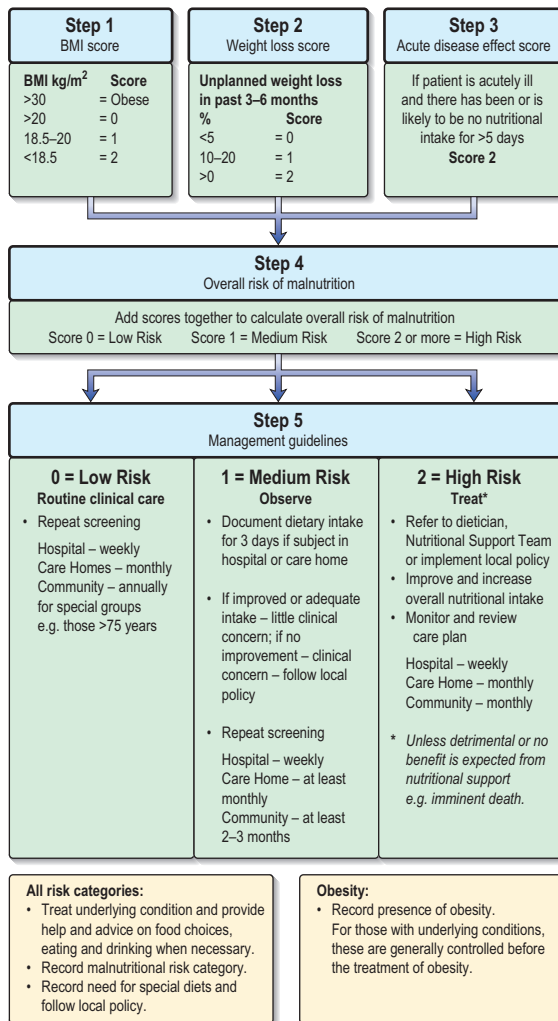 Step 1
BMI score
BMI kg/m² Score
>30 = Obese
>20 = 0
18.5–20 = 1
<18.5 = 2
Step 2
Weight loss score
Unplanned weight loss
in past 3–6 months
% Score
<5 = 0
10–20 = 1
>0 = 2
Step 3
Acute disease effect score
If patient is acutely ill
and there has been or is
likely to be no nutritional
intake for >5 days
Score 2
Step 4
Overall risk of malnutrition
Add scores together to calculate overall risk of malnutrition
Score 0 = Low Risk Score 1 = Medium Risk Score 2 or more = High Risk
Step 5
Management guidelines
0 = Low Risk
Routine clinical care
• Repeat screening
Hospital – weekly
Care Homes – monthly
Community – annually
for special groups
e.g. those >75 years
1 = Medium Risk
Observe
• Document dietary intake
for 3 days if subject in
hospital or care home
• If improved or adequate
intake – little clinical
concern; if no
improvement – clinical
concern – follow local
policy
• Repeat screening
Hospital – weekly
Care Home – at least
monthly
Community – at least
2–3 months
2 = High Risk
Treat*
• Refer to dietician,
Nutritional Support Team
or implement local policy
• Improve and increase
overall nutritional intake
• Monitor and review
care plan
Hospital – weekly
Care Home – monthly
Community – monthly
* Unless detrimental or no
benefit is expected from
nutritional support
e.g. imminent death.
All risk categories:
• Treat underlying condition and provide
help and advice on food choices,
eating and drinking when necessary.
• Record malnutritional risk category.
• Record need for special diets and
follow local policy.
Obesity:
• Record presence of obesity.
For those with underlying conditions,
these are generally controlled before
the treatment of obesity.